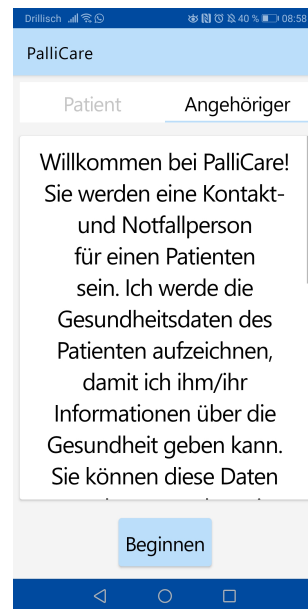 Drillisch 40 % 08:58
PalliCare
Patient Angehöriger
Willkommen bei PalliCare!
Sie werden eine Kontakt-
und Notfallperson
für einen Patienten
sein. Ich werde die
Gesundheitsdaten des
Patienten aufzeichnen,
damit ich ihm/ihr
Informationen über die
Gesundheit geben kann.
Sie können diese Daten
Beginnen